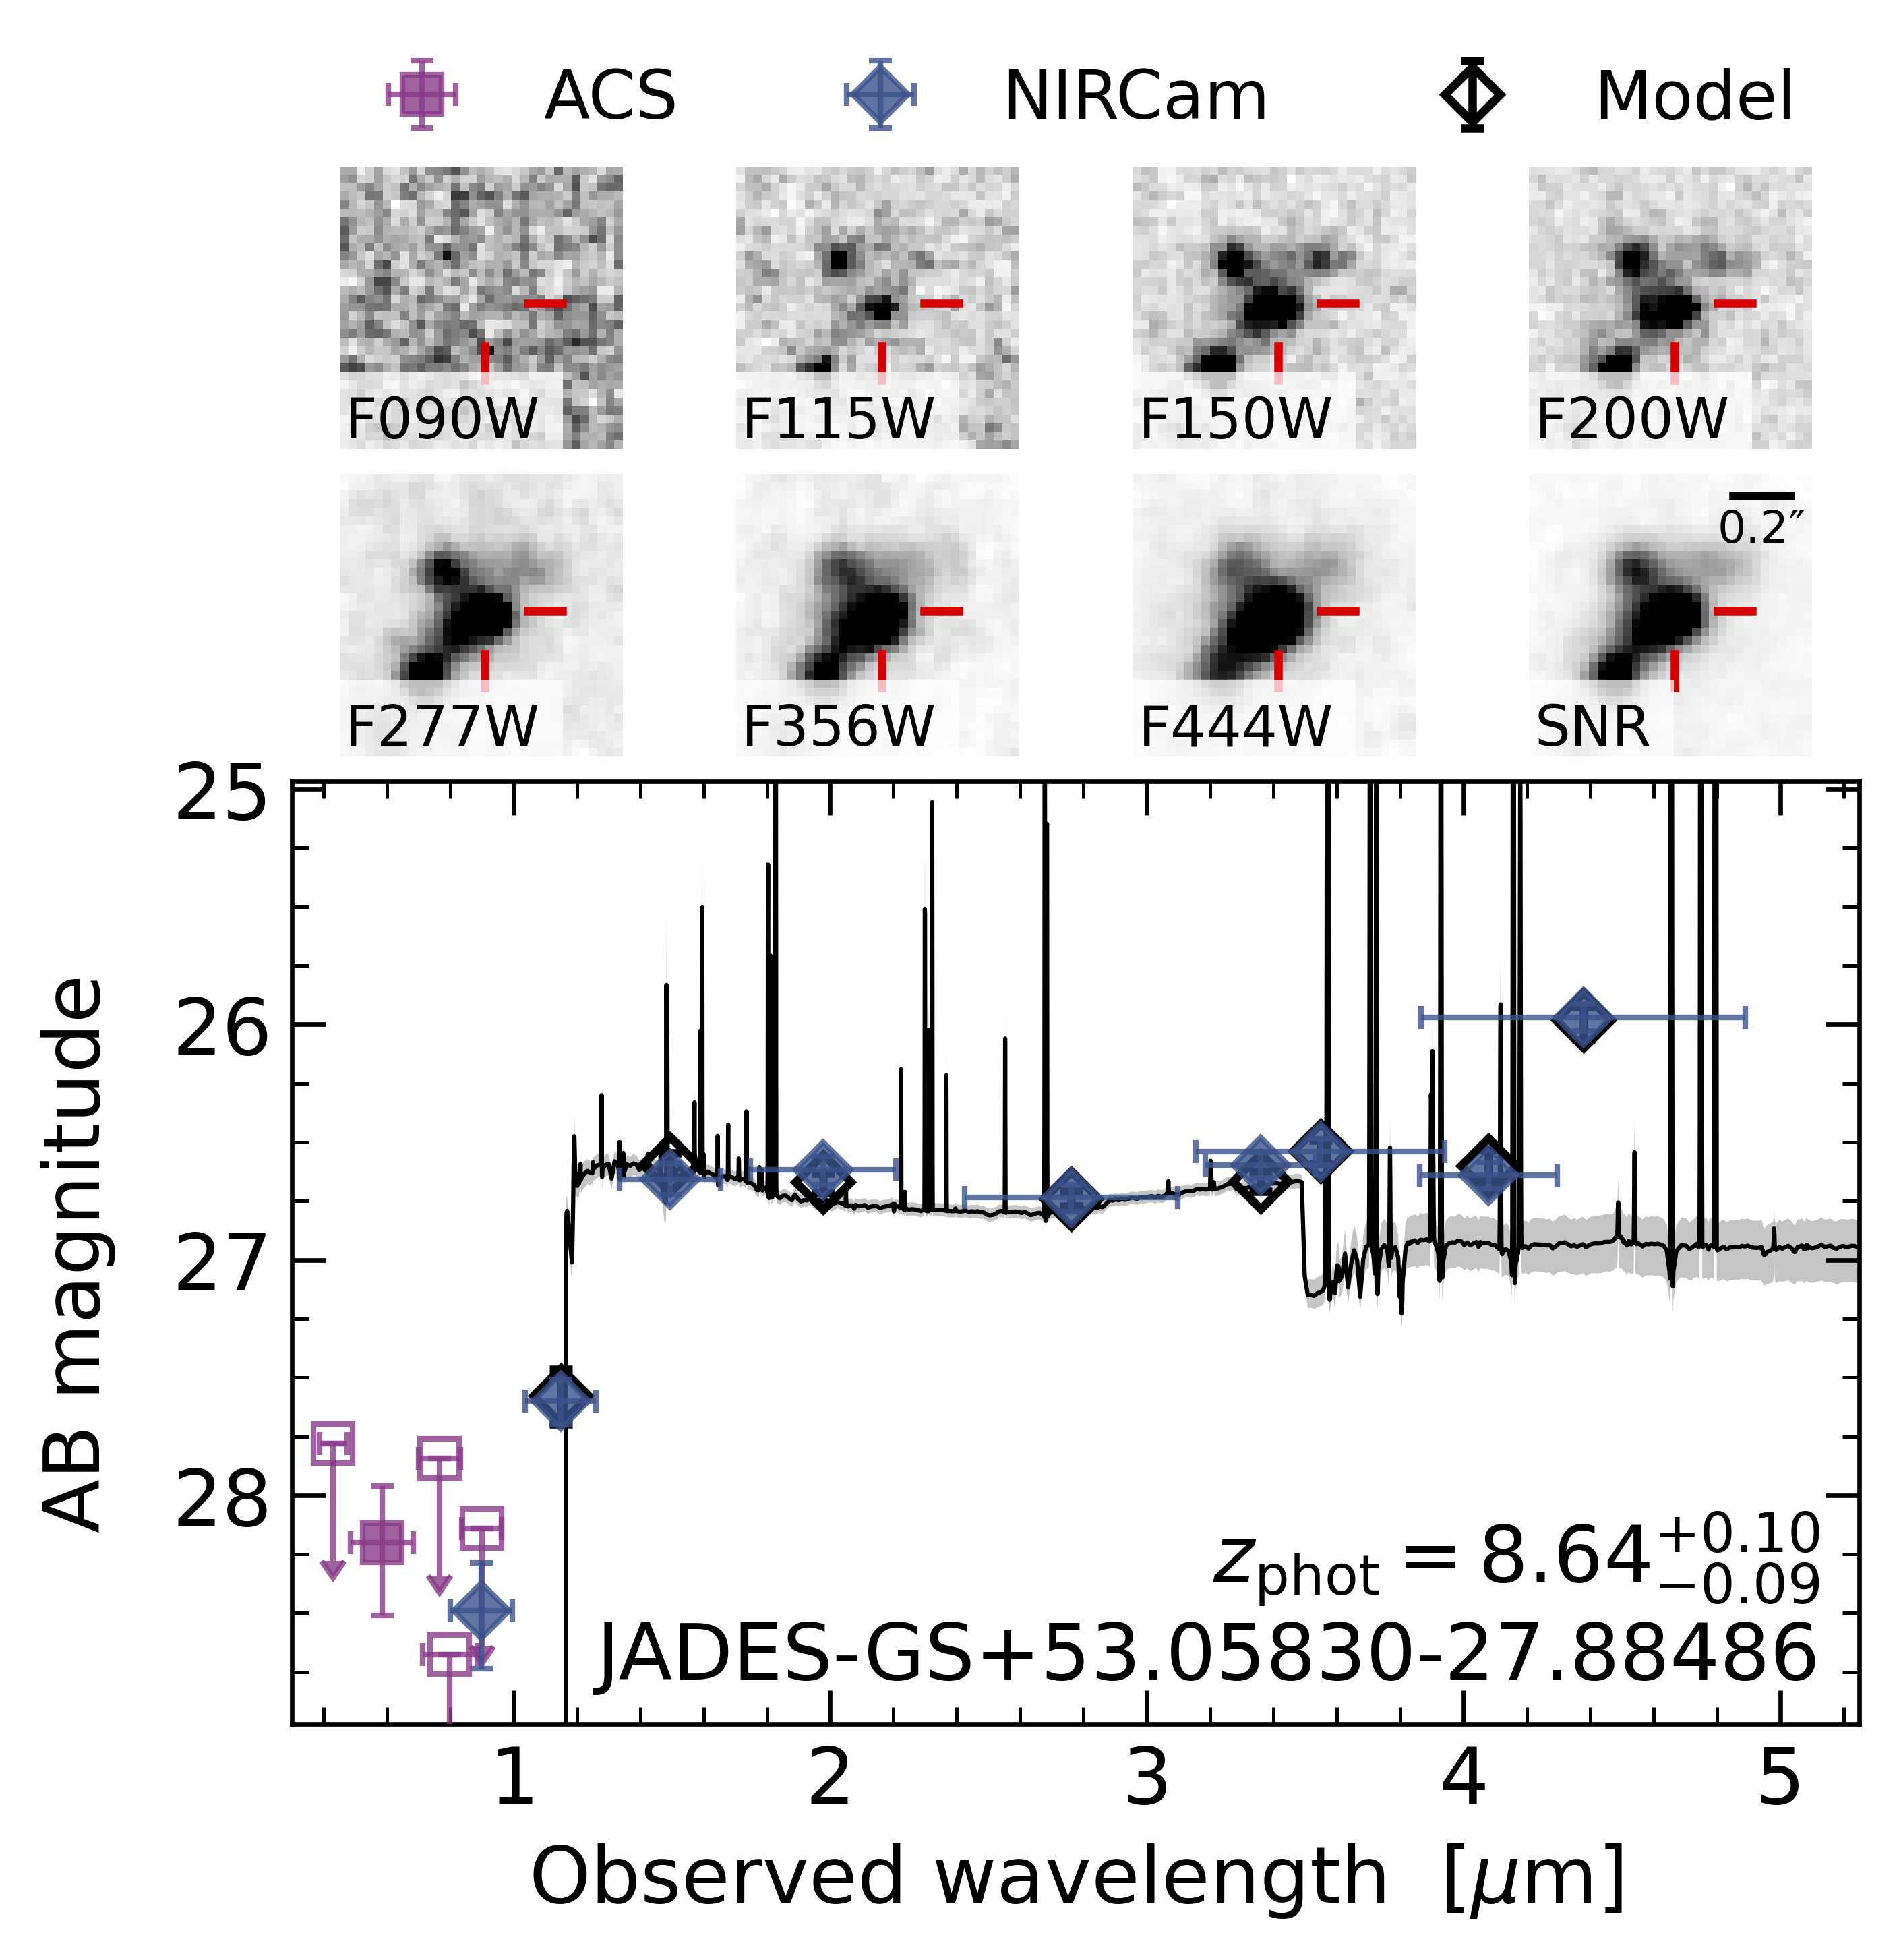 ACS NIRCam Model
F090W F115W F150W F200W
0.2″
F277W F356W F444W SNR
25
26
27
28
AB magnitude
z_phot = 8.64 +0.10 −0.09
JADES-GS+53.05830-27.88486
1 2 3 4 5
Observed wavelength [μm]